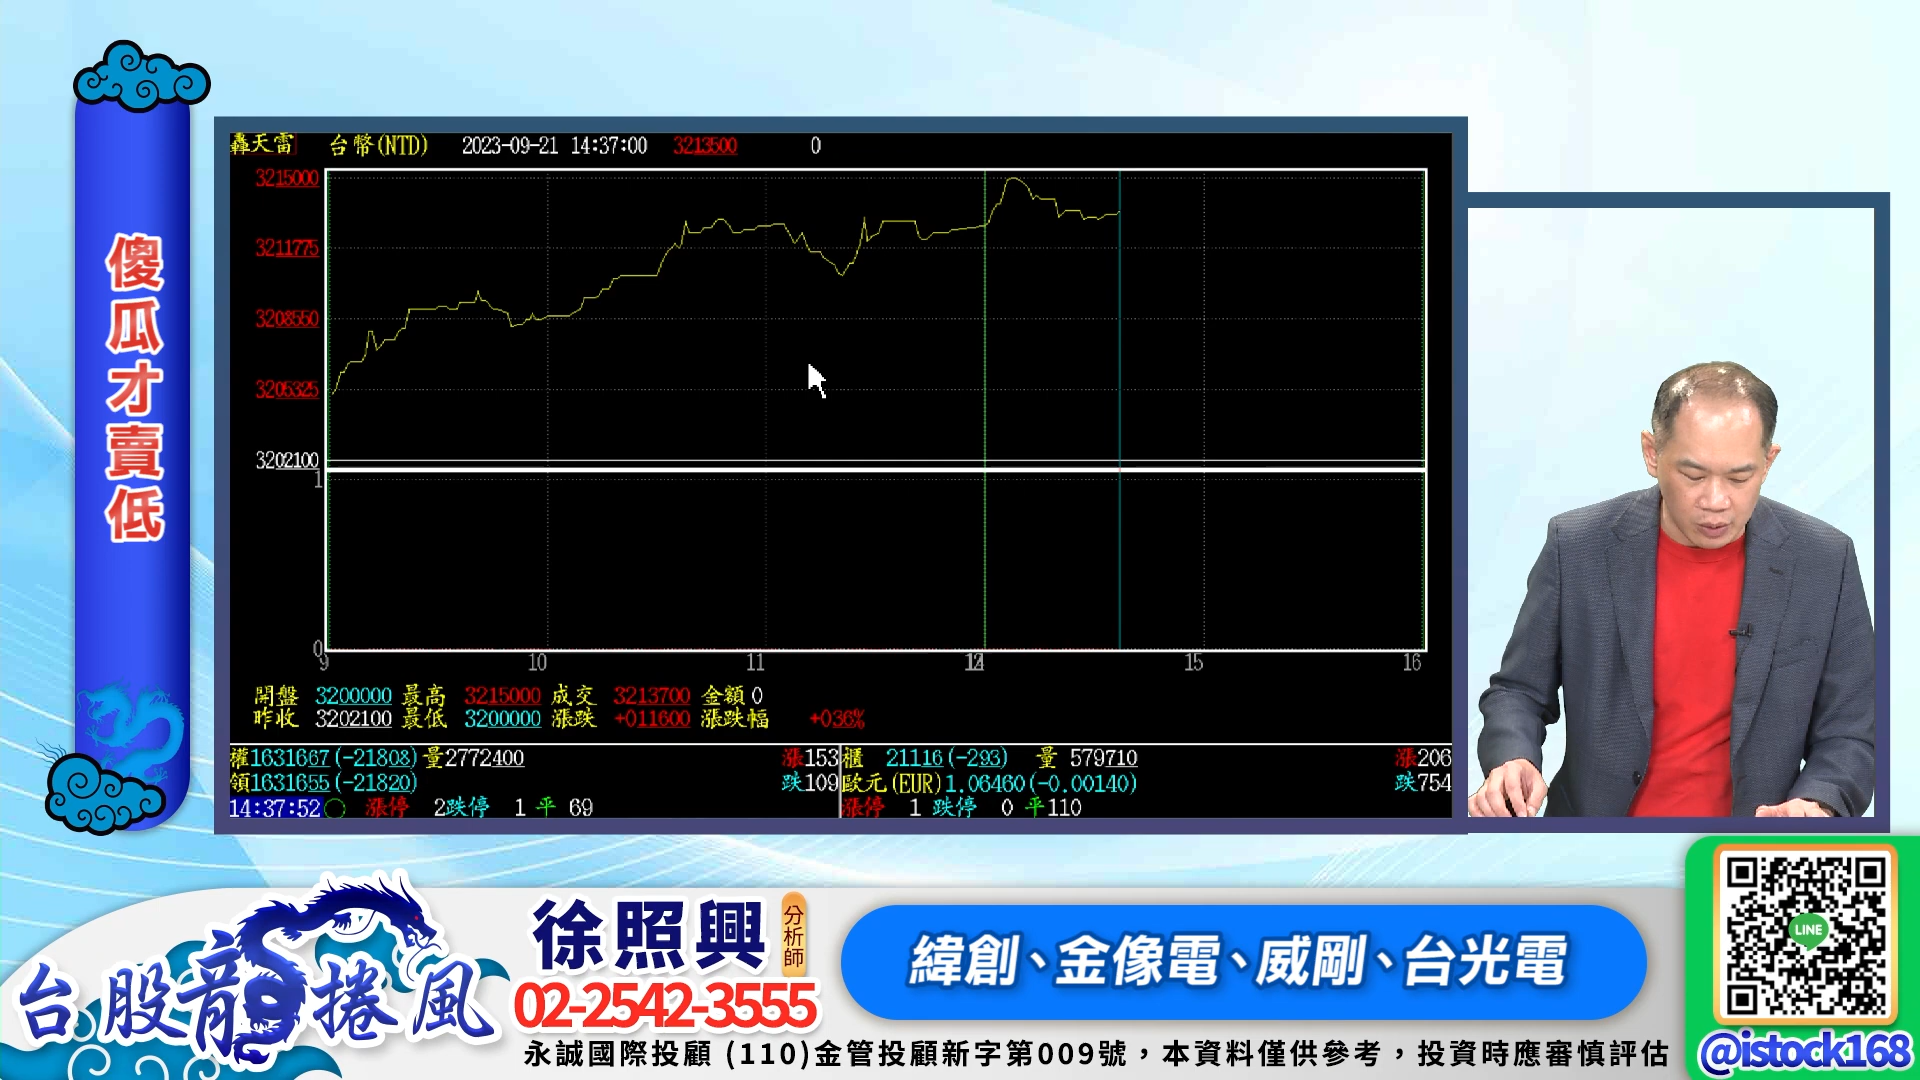 傻瓜才賣低
轟天雷 台幣(NTD) 2023-09-21 14:37:00 3213500 0
3215000
3211775
3208550
3205325
3202100
1
0
9 10 11 15 16
開盤 3200000 最高 3215000 成交 3213700 金額 0
昨收 3202100 最低 3200000 漲跌 +011600 漲跌幅 +036%
權1631667(-21808)量2772400 漲153 櫃 21116(-293) 量 579710 漲206
領1631655(-21820) 跌109 歐元(EUR)1.06460(-0.00140) 跌754
14:37:52 漲停 2跌停 1 平 69 漲停 1 跌停 0 平110
台股龍捲風
徐照興 分析師
02-2542-3555
緯創、金像電、威剛、台光電
永誠國際投顧 (110)金管投顧新字第009號，本資料僅供參考，投資時應審慎評估
LINE
@istock168